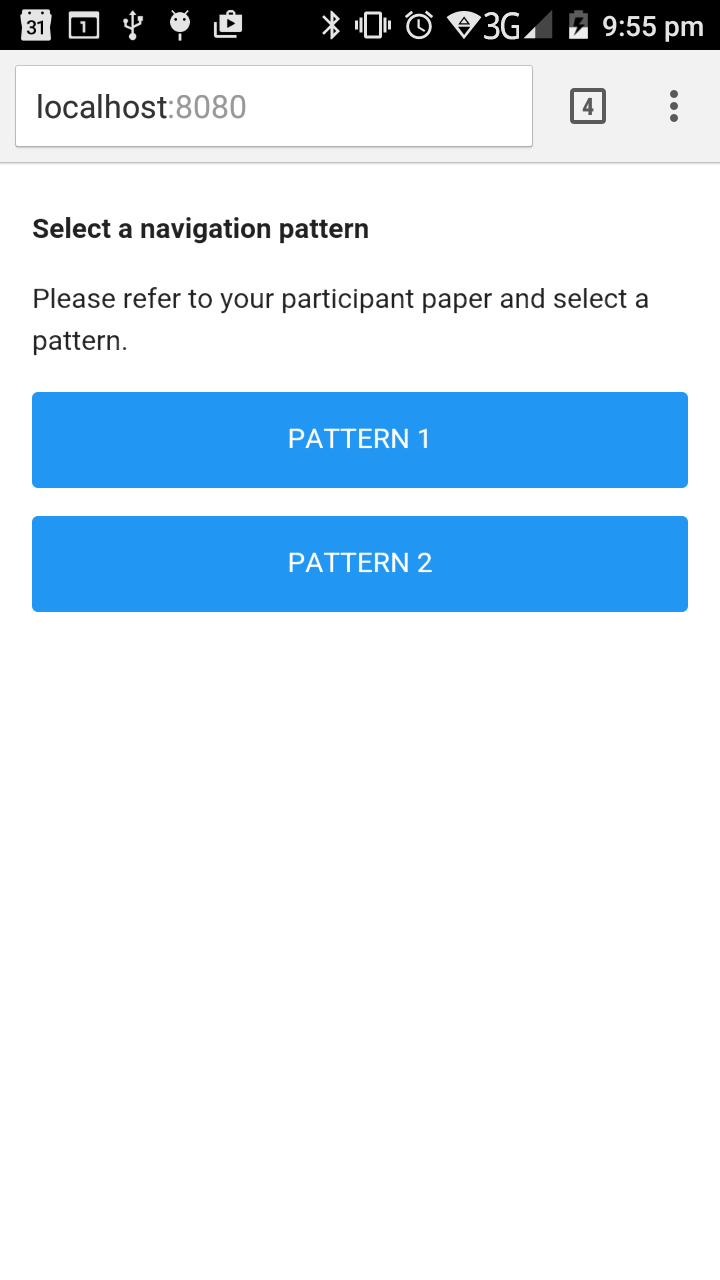 31 1 3G 9:55 pm
localhost:8080 4
Select a navigation pattern
Please refer to your participant paper and select a
pattern.
PATTERN 1
PATTERN 2